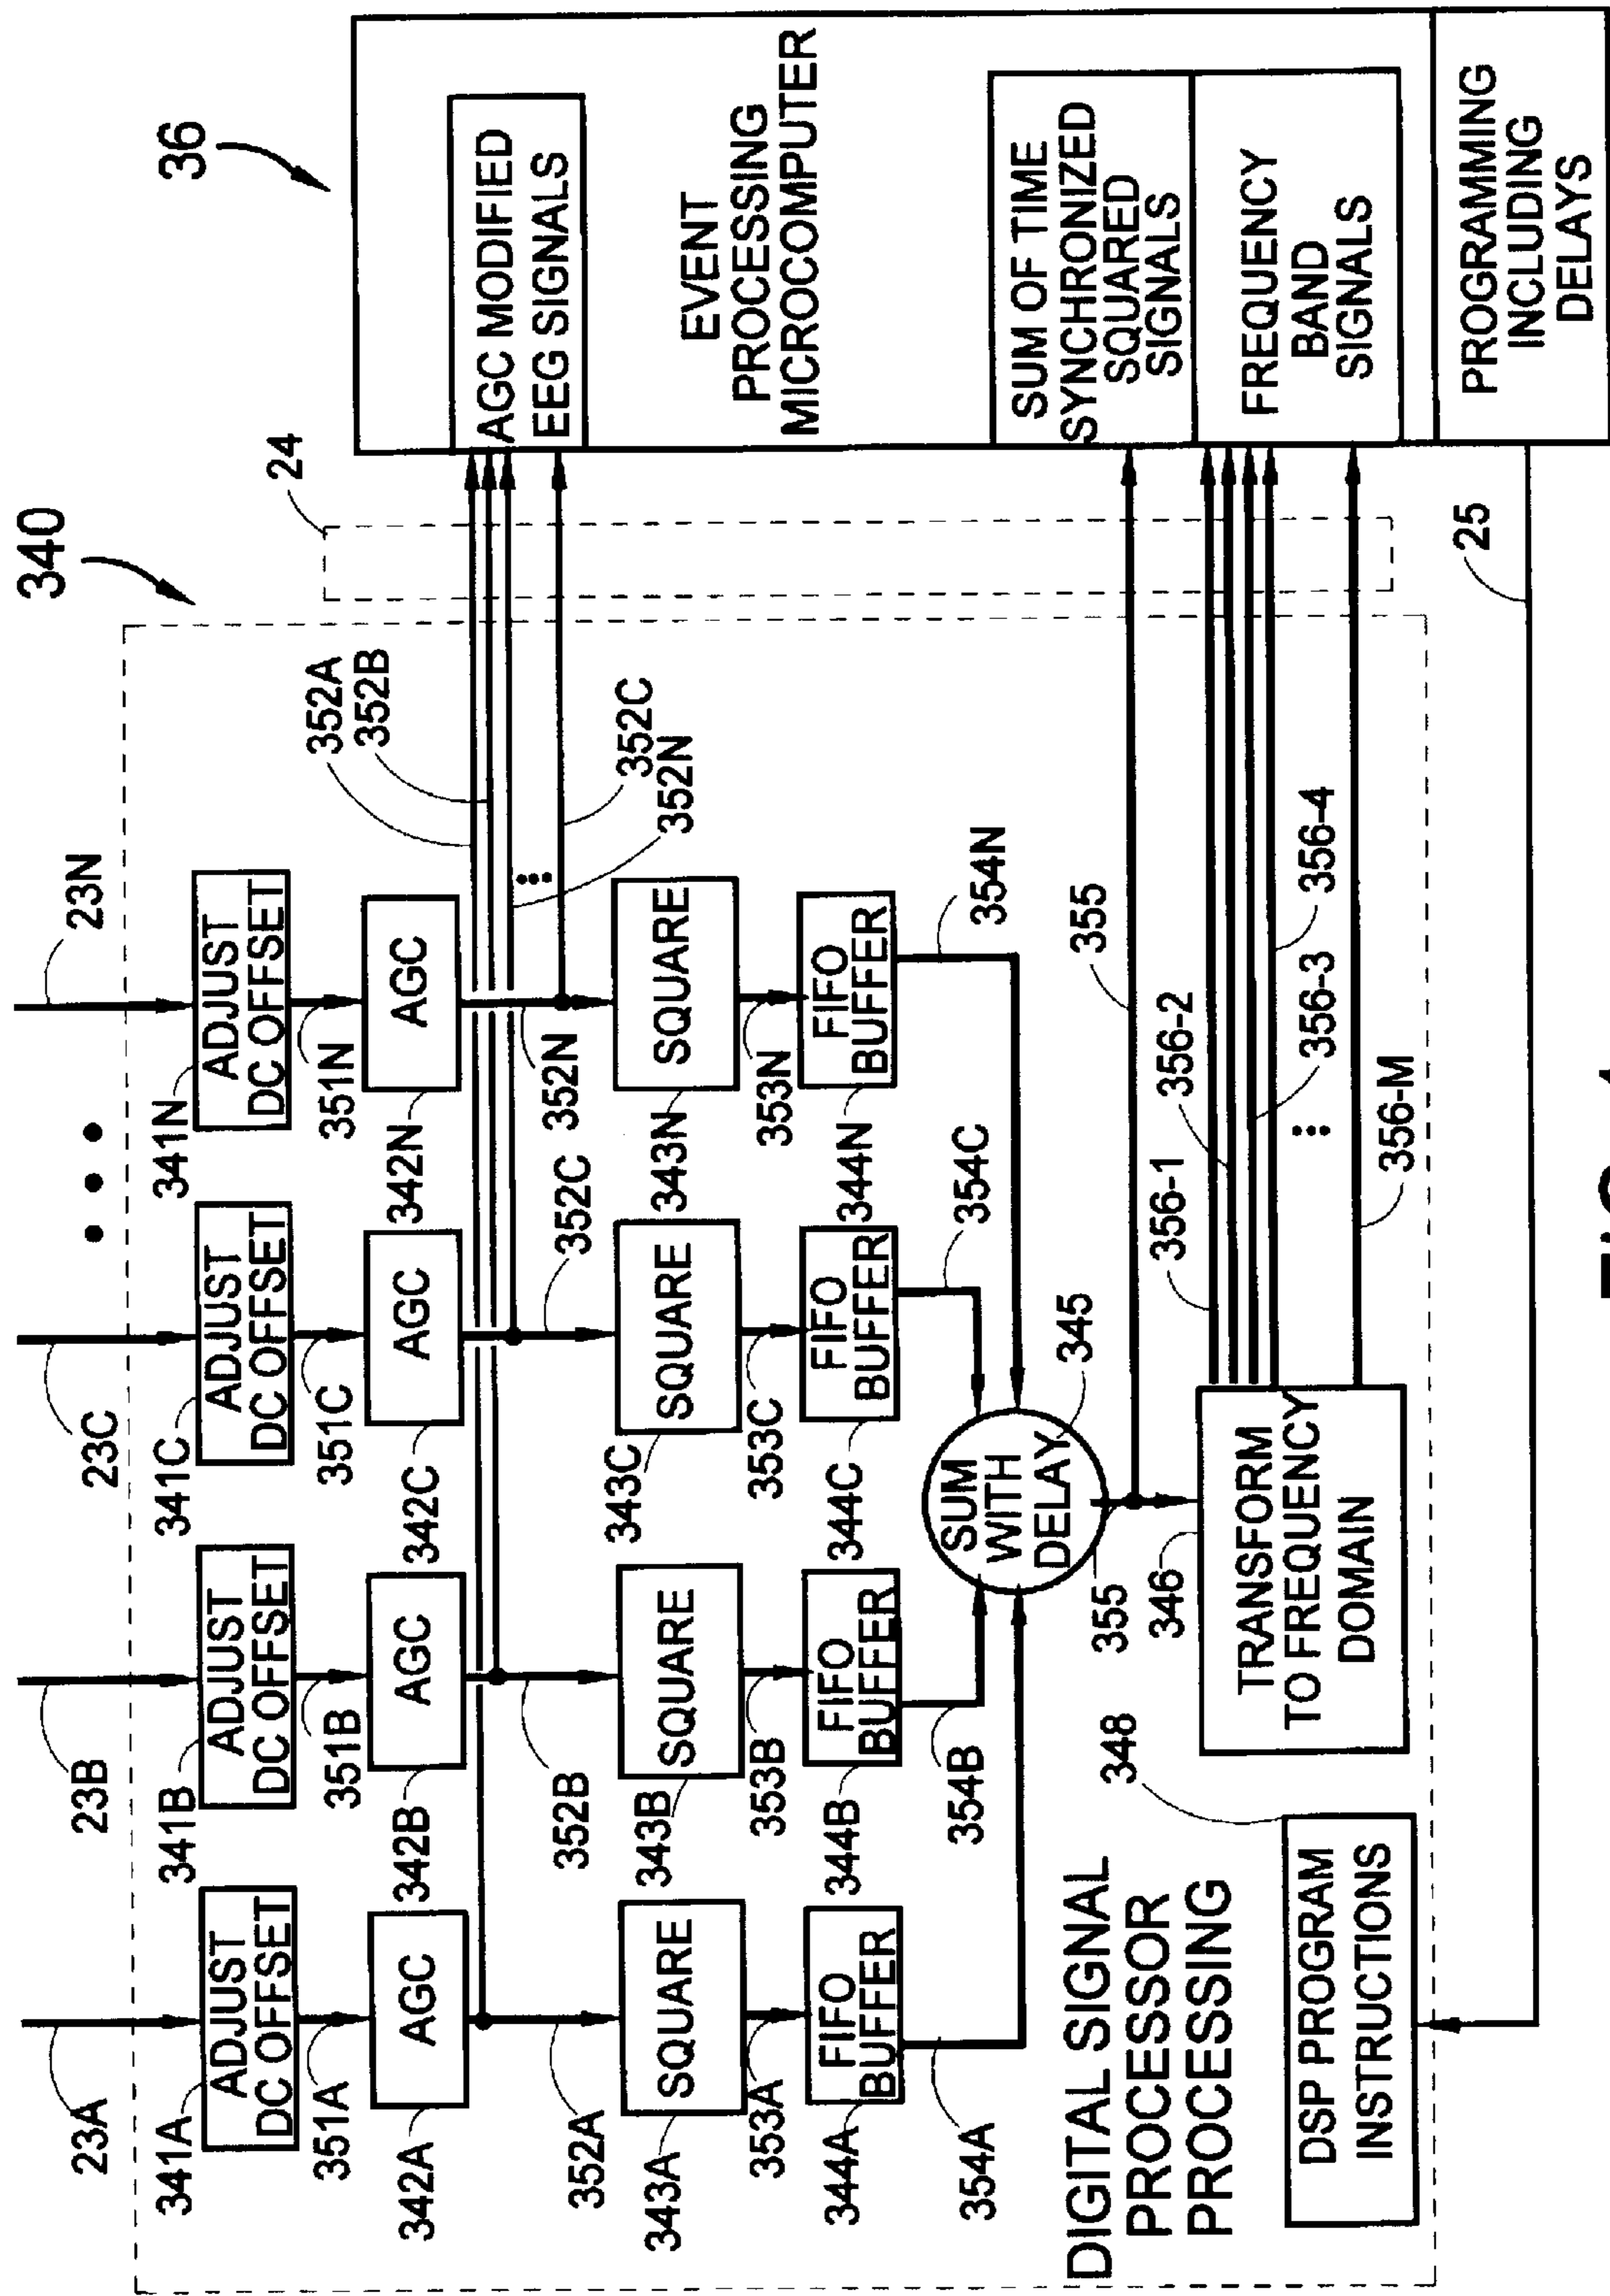 340
36
23A
23B
23C
23N
24
341A
ADJUST
DC OFFSET
341B
ADJUST
DC OFFSET
341C
ADJUST
DC OFFSET
341N
ADJUST
DC OFFSET
351A
351B
351C
351N
342A
AGC
342B
AGC
342C
AGC
342N
AGC
352A
352B
352C
352N
352A
352B
352C
352N
343A
SQUARE
343B
SQUARE
343C
SQUARE
343N
SQUARE
353A
353B
353C
353N
344A
FIFO
BUFFER
344B
FIFO
BUFFER
344C
FIFO
BUFFER
344N
FIFO
BUFFER
354A
354B
354C
354N
SUM
WITH
DELAY
345
355
355
346
TRANSFORM
TO FREQUENCY
DOMAIN
356-1
356-2
356-3
356-4
356-M
DIGITAL SIGNAL
PROCESSOR
PROCESSING
348
DSP PROGRAM
INSTRUCTIONS
25
AGC MODIFIED
EEG SIGNALS
EVENT
PROCESSING
MICROCOMPUTER
SUM OF TIME
SYNCHRONIZED
SQUARED
SIGNALS
FREQUENCY
BAND
SIGNALS
PROGRAMMING
INCLUDING
DELAYS